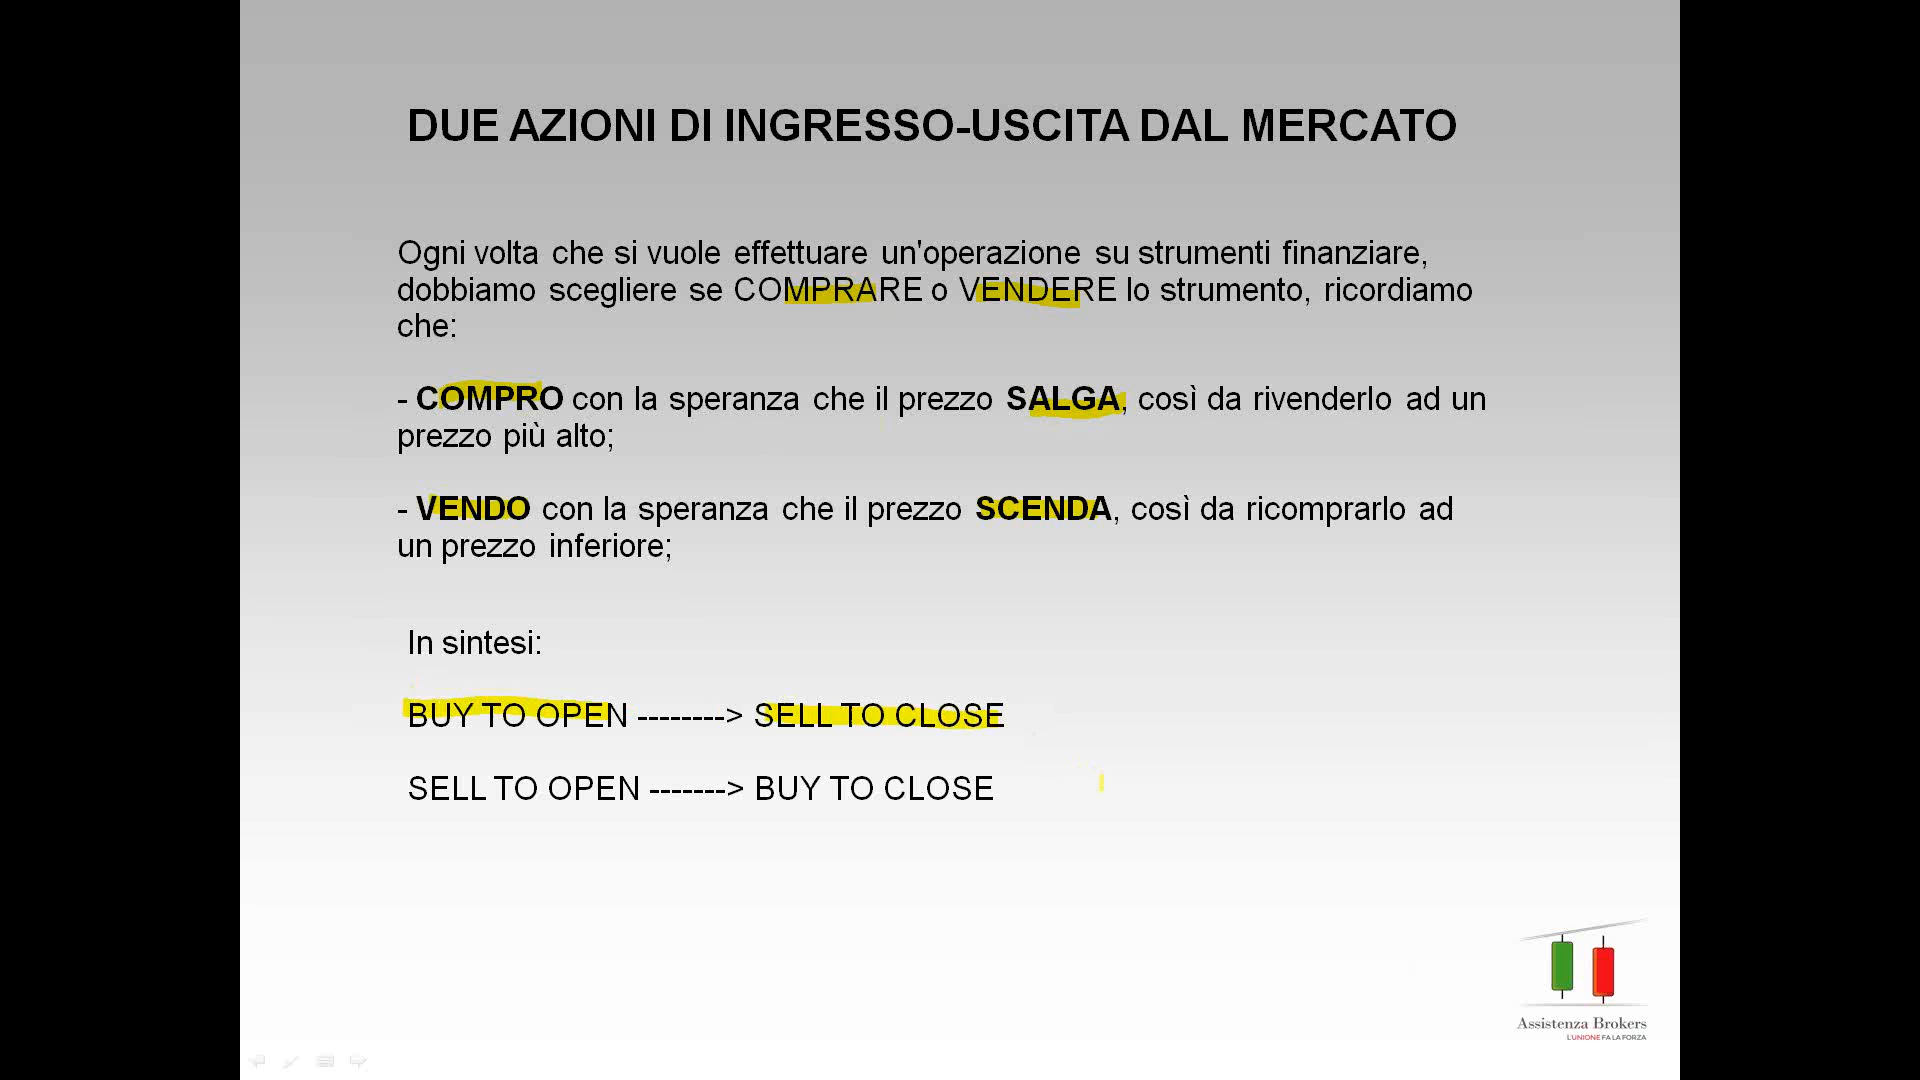 DUE AZIONI DI INGRESSO-USCITA DAL MERCATO
Ogni volta che si vuole effettuare un'operazione su strumenti finanziare,
dobbiamo scegliere se COMPRARE o VENDERE lo strumento, ricordiamo
che:
- COMPRO con la speranza che il prezzo SALGA, così da rivenderlo ad un
prezzo più alto;
- VENDO con la speranza che il prezzo SCENDA, così da ricomprarlo ad
un prezzo inferiore;
In sintesi:
BUY TO OPEN --------> SELL TO CLOSE
SELL TO OPEN -------> BUY TO CLOSE
Assistenza Brokers
L'UNIONE FA LA FORZA